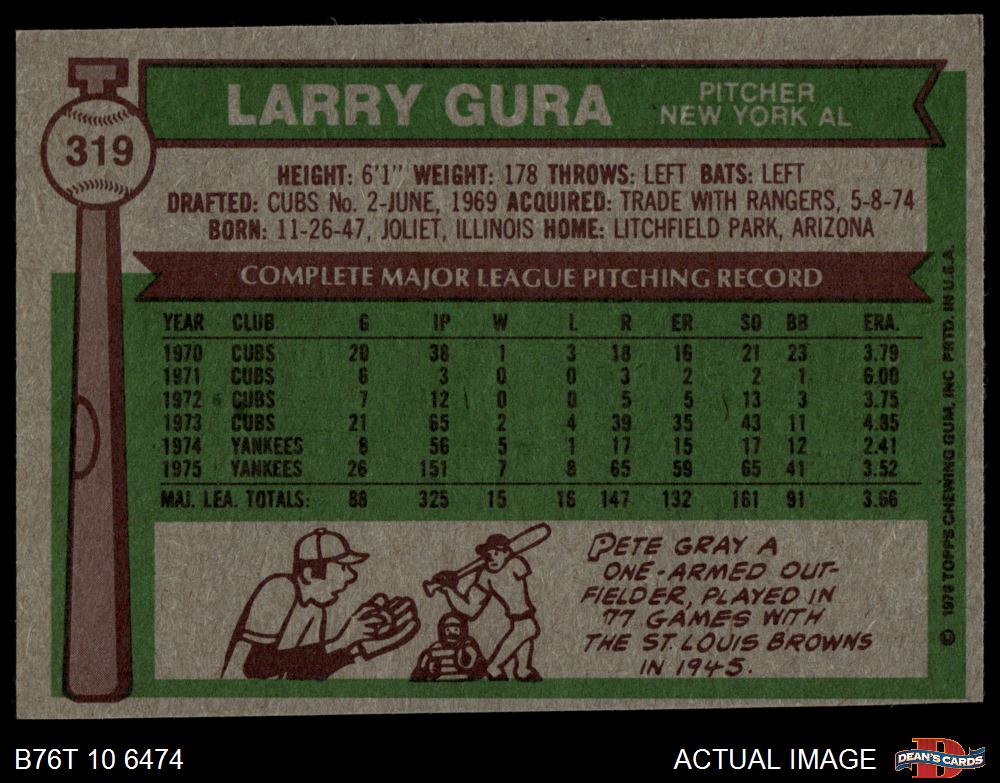 319
LARRY GURA
PITCHER
NEW YORK AL
HEIGHT: 6'1" WEIGHT: 178 THROWS: LEFT BATS: LEFT
DRAFTED: CUBS No. 2-JUNE, 1969 ACQUIRED: TRADE WITH RANGERS, 5-8-74
BORN: 11-26-47, JOLIET, ILLINOIS HOME: LITCHFIELD PARK, ARIZONA
COMPLETE MAJOR LEAGUE PITCHING RECORD
YEAR CLUB G IP W L R ER SO BB ERA.
1970 CUBS 20 38 1 3 18 16 21 23 3.79
1971 CUBS 6 3 0 0 3 2 2 1 6.00
1972 CUBS 7 12 0 0 5 5 13 3 3.75
1973 CUBS 21 65 2 4 39 35 43 11 4.85
1974 YANKEES 8 56 5 1 17 15 17 12 2.41
1975 YANKEES 26 151 7 8 65 59 65 41 3.52
MAJ. LEA. TOTALS: 88 325 15 16 147 132 161 91 3.66
PETE GRAY A
ONE-ARMED OUT-
FIELDER, PLAYED IN
77 GAMES WITH
THE ST. LOUIS BROWNS
IN 1945.
© 1976 TOPPS CHEWING GUM, INC PRTD. IN U.S.A.
B76T 10 6474
ACTUAL IMAGE
D
DEAN'S CARDS